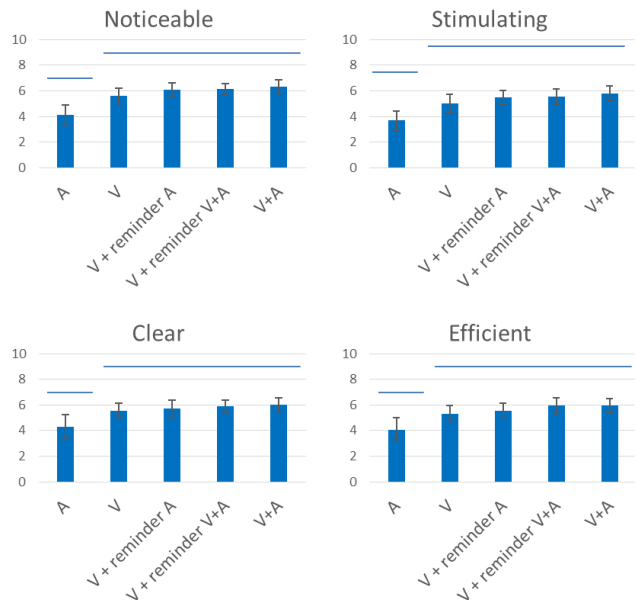 Noticeable
10
8
6
4
2
0
A
V
V + reminder A
V + reminder V+A
V+A
Stimulating
10
8
6
4
2
0
A
V
V + reminder A
V + reminder V+A
V+A
Clear
10
8
6
4
2
0
A
V
V + reminder A
V + reminder V+A
V+A
Efficient
10
8
6
4
2
0
A
V
V + reminder A
V + reminder V+A
V+A